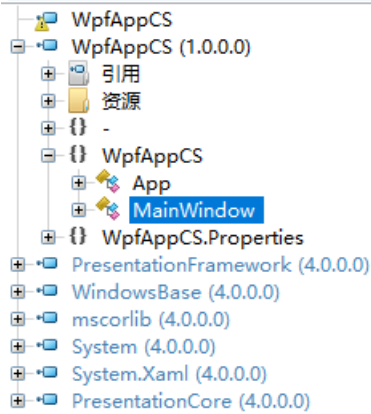 WpfAppCS
WpfAppCS (1.0.0.0)
引用
资源
{} -
{} WpfAppCS
App
MainWindow
{} WpfAppCS.Properties
PresentationFramework (4.0.0.0)
WindowsBase (4.0.0.0)
mscorlib (4.0.0.0)
System (4.0.0.0)
System.Xaml (4.0.0.0)
PresentationCore (4.0.0.0)